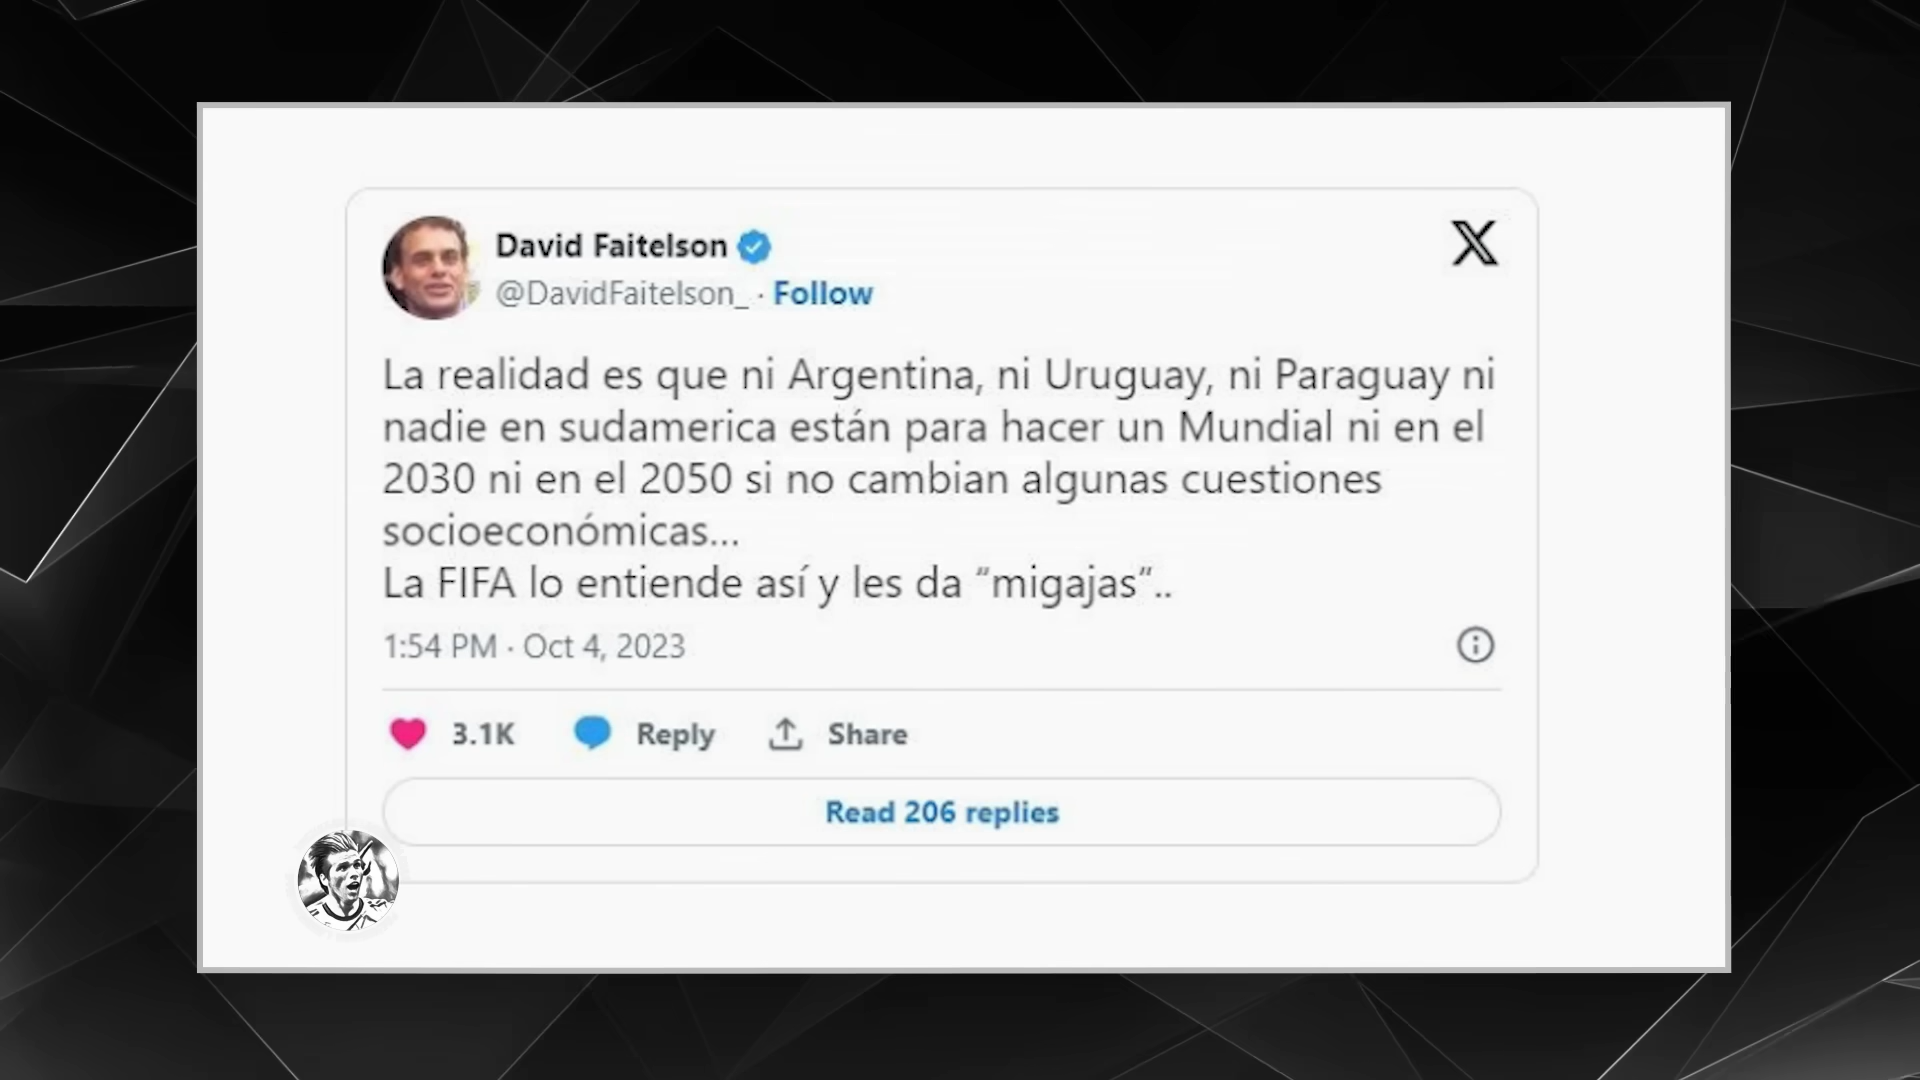 David Faitelson
@DavidFaitelson_ · Follow
La realidad es que ni Argentina, ni Uruguay, ni Paraguay ni
nadie en sudamerica están para hacer un Mundial ni en el
2030 ni en el 2050 si no cambian algunas cuestiones
socioeconómicas...
La FIFA lo entiende así y les da “migajas”..
1:54 PM · Oct 4, 2023
3.1K Reply Share
Read 206 replies